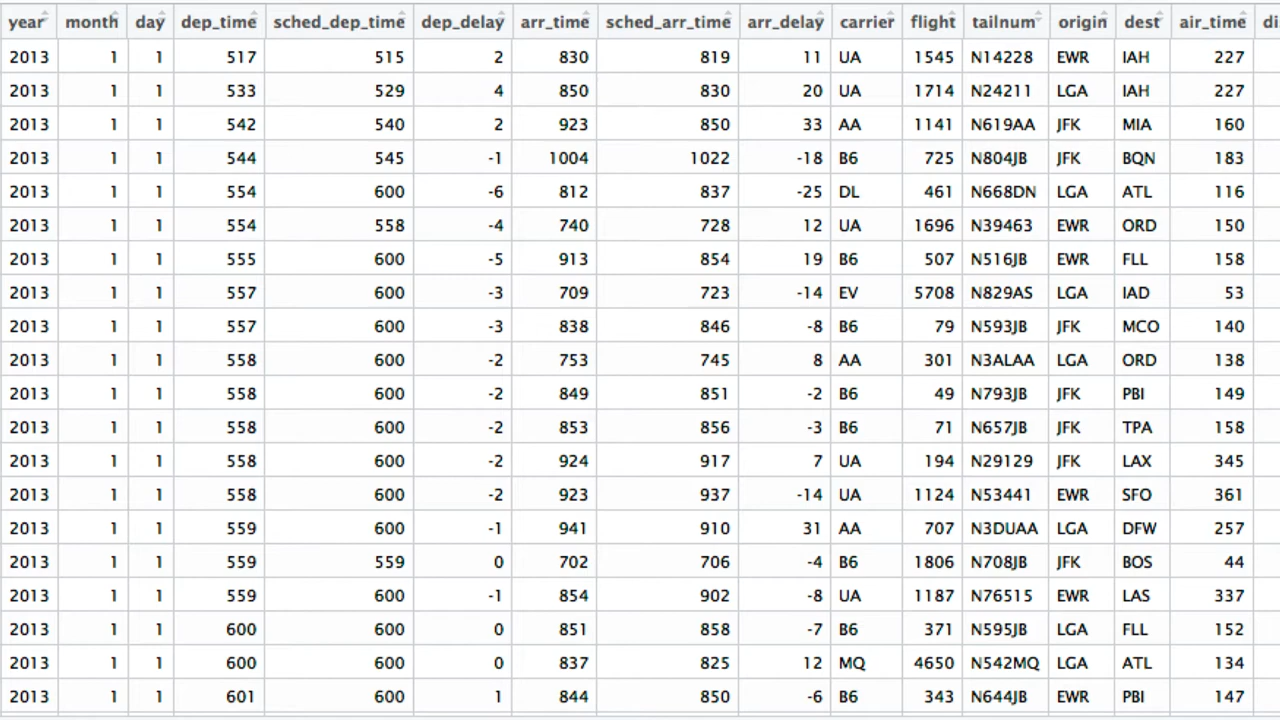 year month day dep_time sched_dep_time dep_delay arr_time sched_arr_time arr_delay carrier flight tailnum origin dest air_time di
2013 1 1 517 515 2 830 819 11 UA 1545 N14228 EWR IAH 227
2013 1 1 533 529 4 850 830 20 UA 1714 N24211 LGA IAH 227
2013 1 1 542 540 2 923 850 33 AA 1141 N619AA JFK MIA 160
2013 1 1 544 545 -1 1004 1022 -18 B6 725 N804JB JFK BQN 183
2013 1 1 554 600 -6 812 837 -25 DL 461 N668DN LGA ATL 116
2013 1 1 554 558 -4 740 728 12 UA 1696 N39463 EWR ORD 150
2013 1 1 555 600 -5 913 854 19 B6 507 N516JB EWR FLL 158
2013 1 1 557 600 -3 709 723 -14 EV 5708 N829AS LGA IAD 53
2013 1 1 557 600 -3 838 846 -8 B6 79 N593JB JFK MCO 140
2013 1 1 558 600 -2 753 745 8 AA 301 N3ALAA LGA ORD 138
2013 1 1 558 600 -2 849 851 -2 B6 49 N793JB JFK PBI 149
2013 1 1 558 600 -2 853 856 -3 B6 71 N657JB JFK TPA 158
2013 1 1 558 600 -2 924 917 7 UA 194 N29129 JFK LAX 345
2013 1 1 558 600 -2 923 937 -14 UA 1124 N53441 EWR SFO 361
2013 1 1 559 600 -1 941 910 31 AA 707 N3DUAA LGA DFW 257
2013 1 1 559 559 0 702 706 -4 B6 1806 N708JB JFK BOS 44
2013 1 1 559 600 -1 854 902 -8 UA 1187 N76515 EWR LAS 337
2013 1 1 600 600 0 851 858 -7 B6 371 N595JB LGA FLL 152
2013 1 1 600 600 0 837 825 12 MQ 4650 N542MQ LGA ATL 134
2013 1 1 601 600 1 844 850 -6 B6 343 N644JB EWR PBI 147